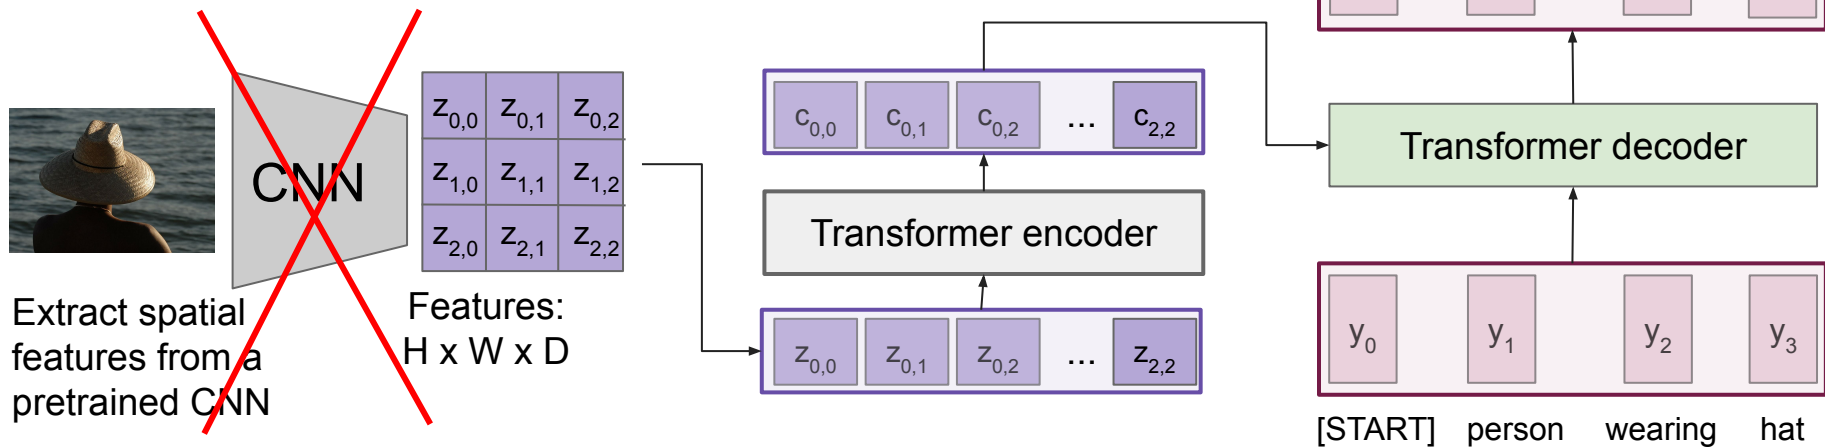 CNN
Extract spatial
features from a
pretrained CNN
z0,0 z0,1 z0,2
z1,0 z1,1 z1,2
z2,0 z2,1 z2,2
Features:
H x W x D
c0,0 c0,1 c0,2 ... c2,2
Transformer encoder
z0,0 z0,1 z0,2 ... z2,2
Transformer decoder
y0 y1 y2 y3
[START] person wearing hat